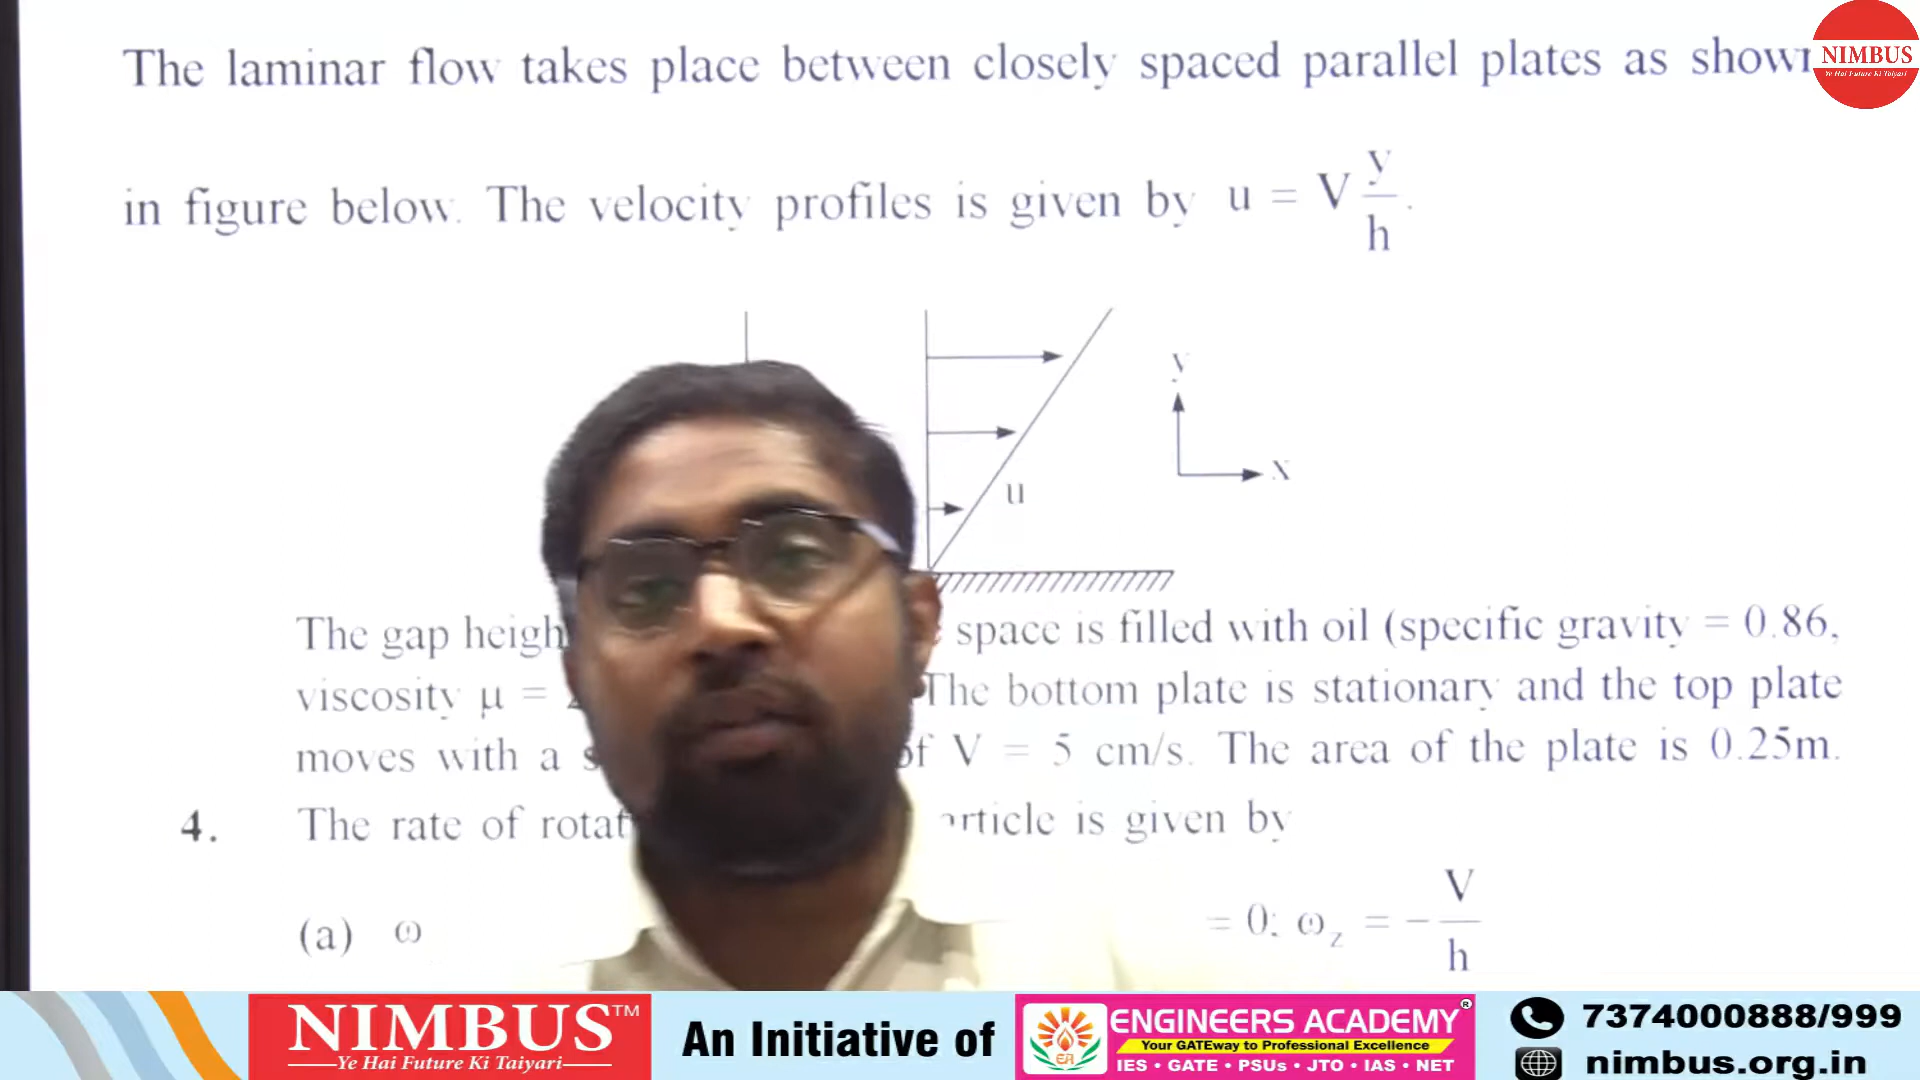 The laminar flow takes place between closely spaced parallel plates as shown
NIMBUS
Ye Hai Future Ki Taiyari
in figure below. The velocity profiles is given by u = V y/h.
y
x
u
The gap space is filled with oil (specific gravity = 0.86,
viscosity μ = The bottom plate is stationary and the top plate
moves with a of V = 5 cm/s. The area of the plate is 0.25m.
4. The rate of article is given by
(a) ω = 0; ω_z = − V/h
NIMBUS™
Ye Hai Future Ki Taiyari
An Initiative of
ENGINEERS ACADEMY®
Your GATEway to Professional Excellence
IES • GATE • PSUs • JTO • IAS • NET
7374000888/999
nimbus.org.in